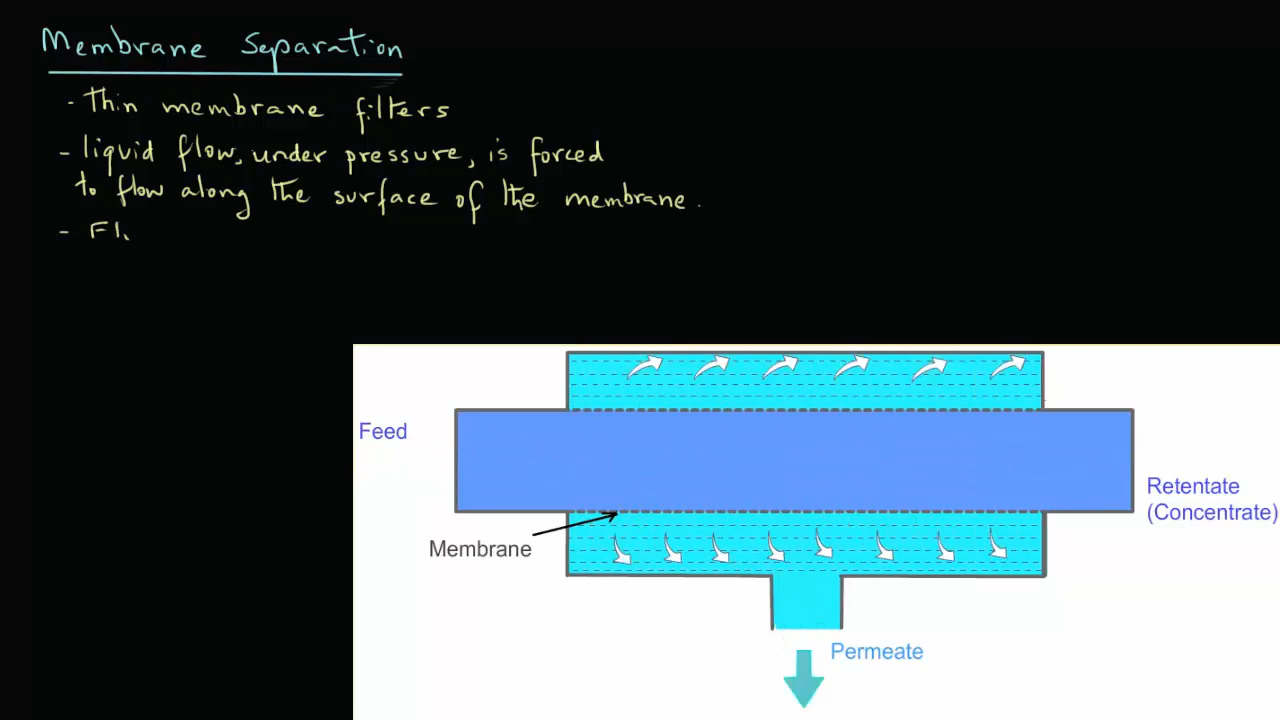 Membrane Separation
- thin membrane filters
- liquid flow, under pressure, is forced
to flow along the surface of the membrane.
- Fl
Feed
Retentate
(Concentrate)
Membrane
Permeate